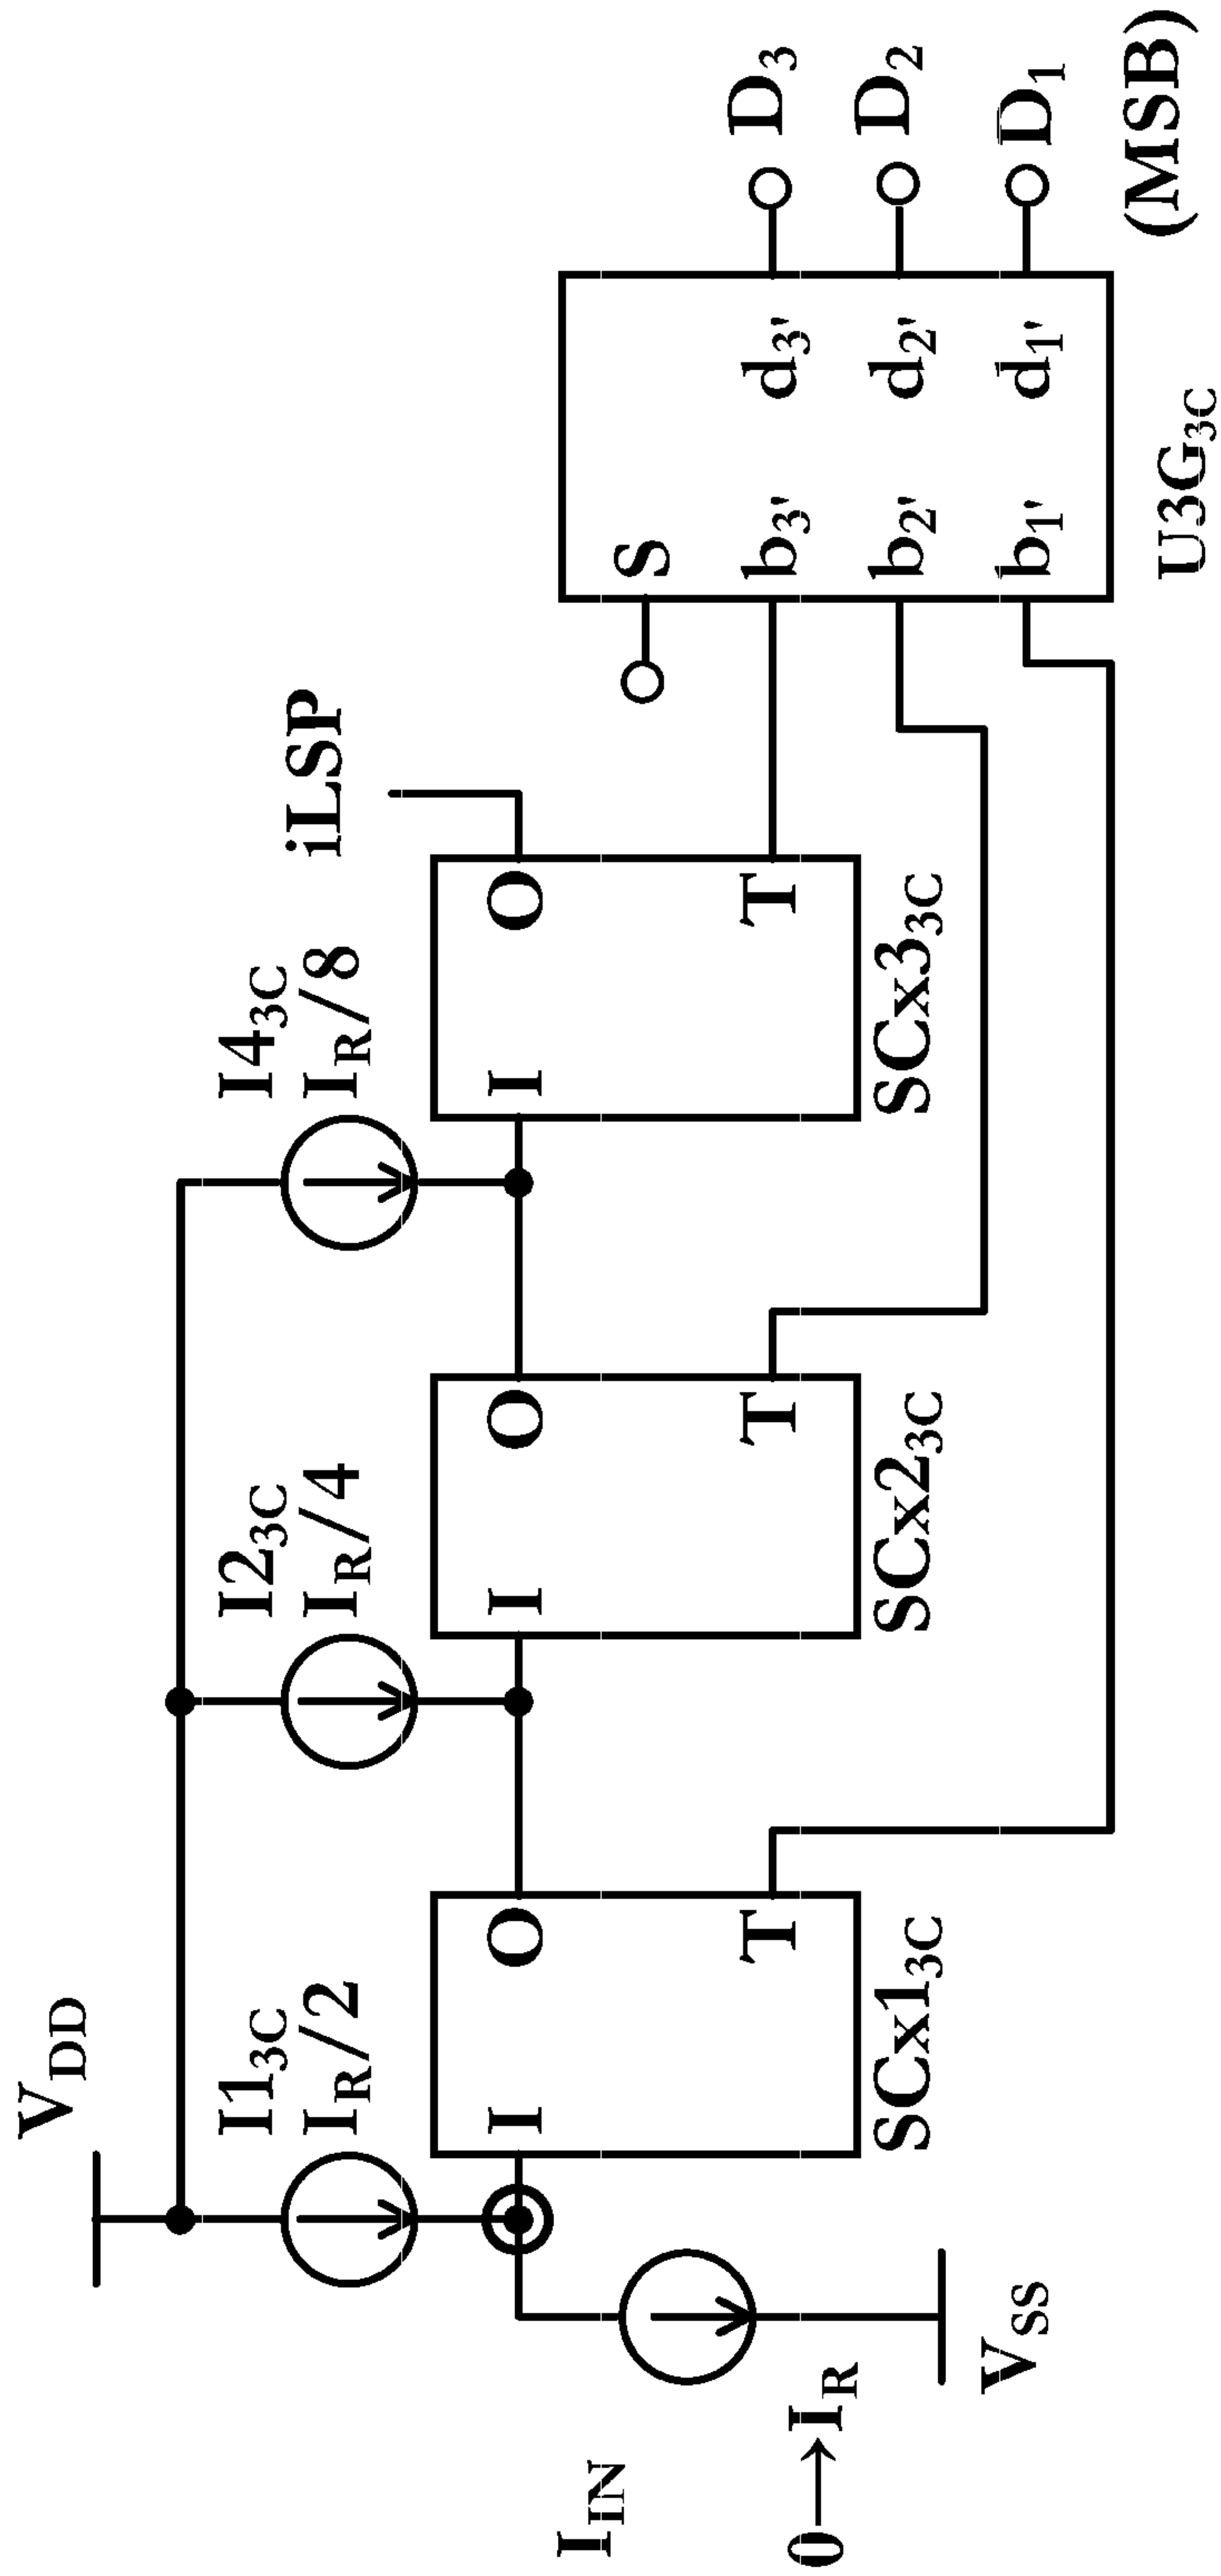 V_DD
I1_3C
I_R/2
I2_3C
I_R/4
I4_3C
I_R/8
iLSP
I_IN
0→I_R
V_SS
I
O
T
SCx1_3C
I
O
T
SCx2_3C
I
O
T
SCx3_3C
S
b_3'
d_3'
D_3
b_2'
d_2'
D_2
b_1'
d_1'
D_1
(MSB)
U3G_3C